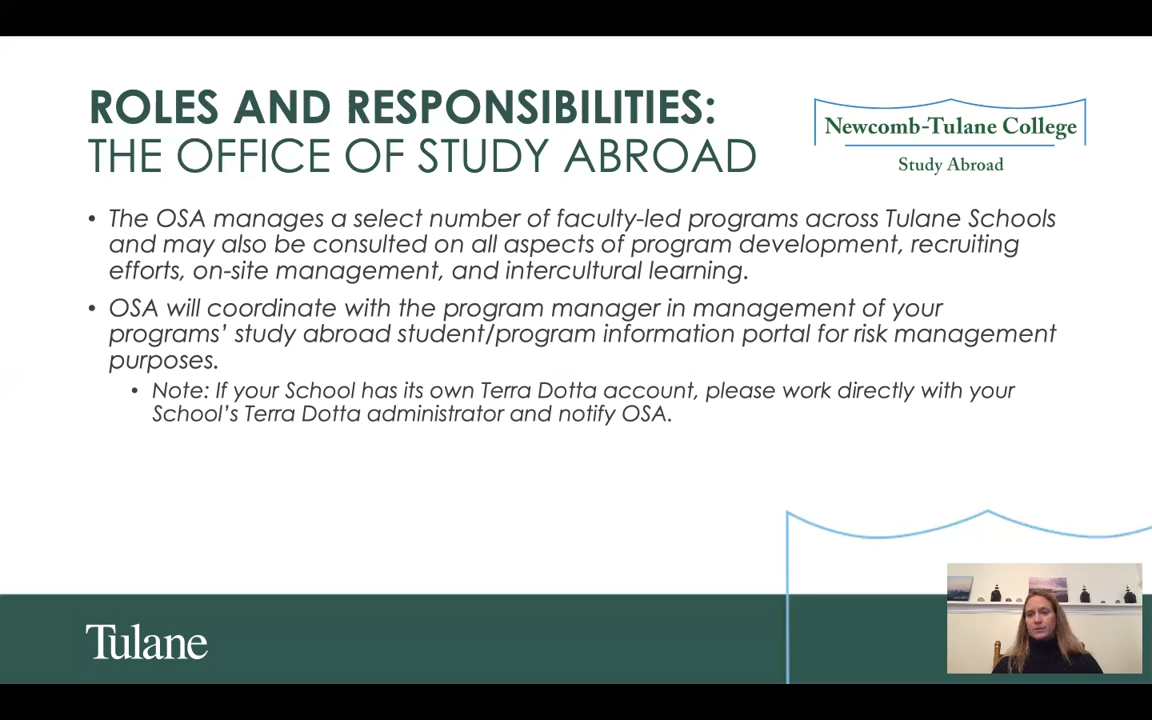 ROLES AND RESPONSIBILITIES:
THE OFFICE OF STUDY ABROAD
Newcomb-Tulane College
Study Abroad
• The OSA manages a select number of faculty-led programs across Tulane Schools
and may also be consulted on all aspects of program development, recruiting
efforts, on-site management, and intercultural learning.
• OSA will coordinate with the program manager in management of your
programs’ study abroad student/program information portal for risk management
purposes.
• Note: If your School has its own Terra Dotta account, please work directly with your
School’s Terra Dotta administrator and notify OSA.
Tulane